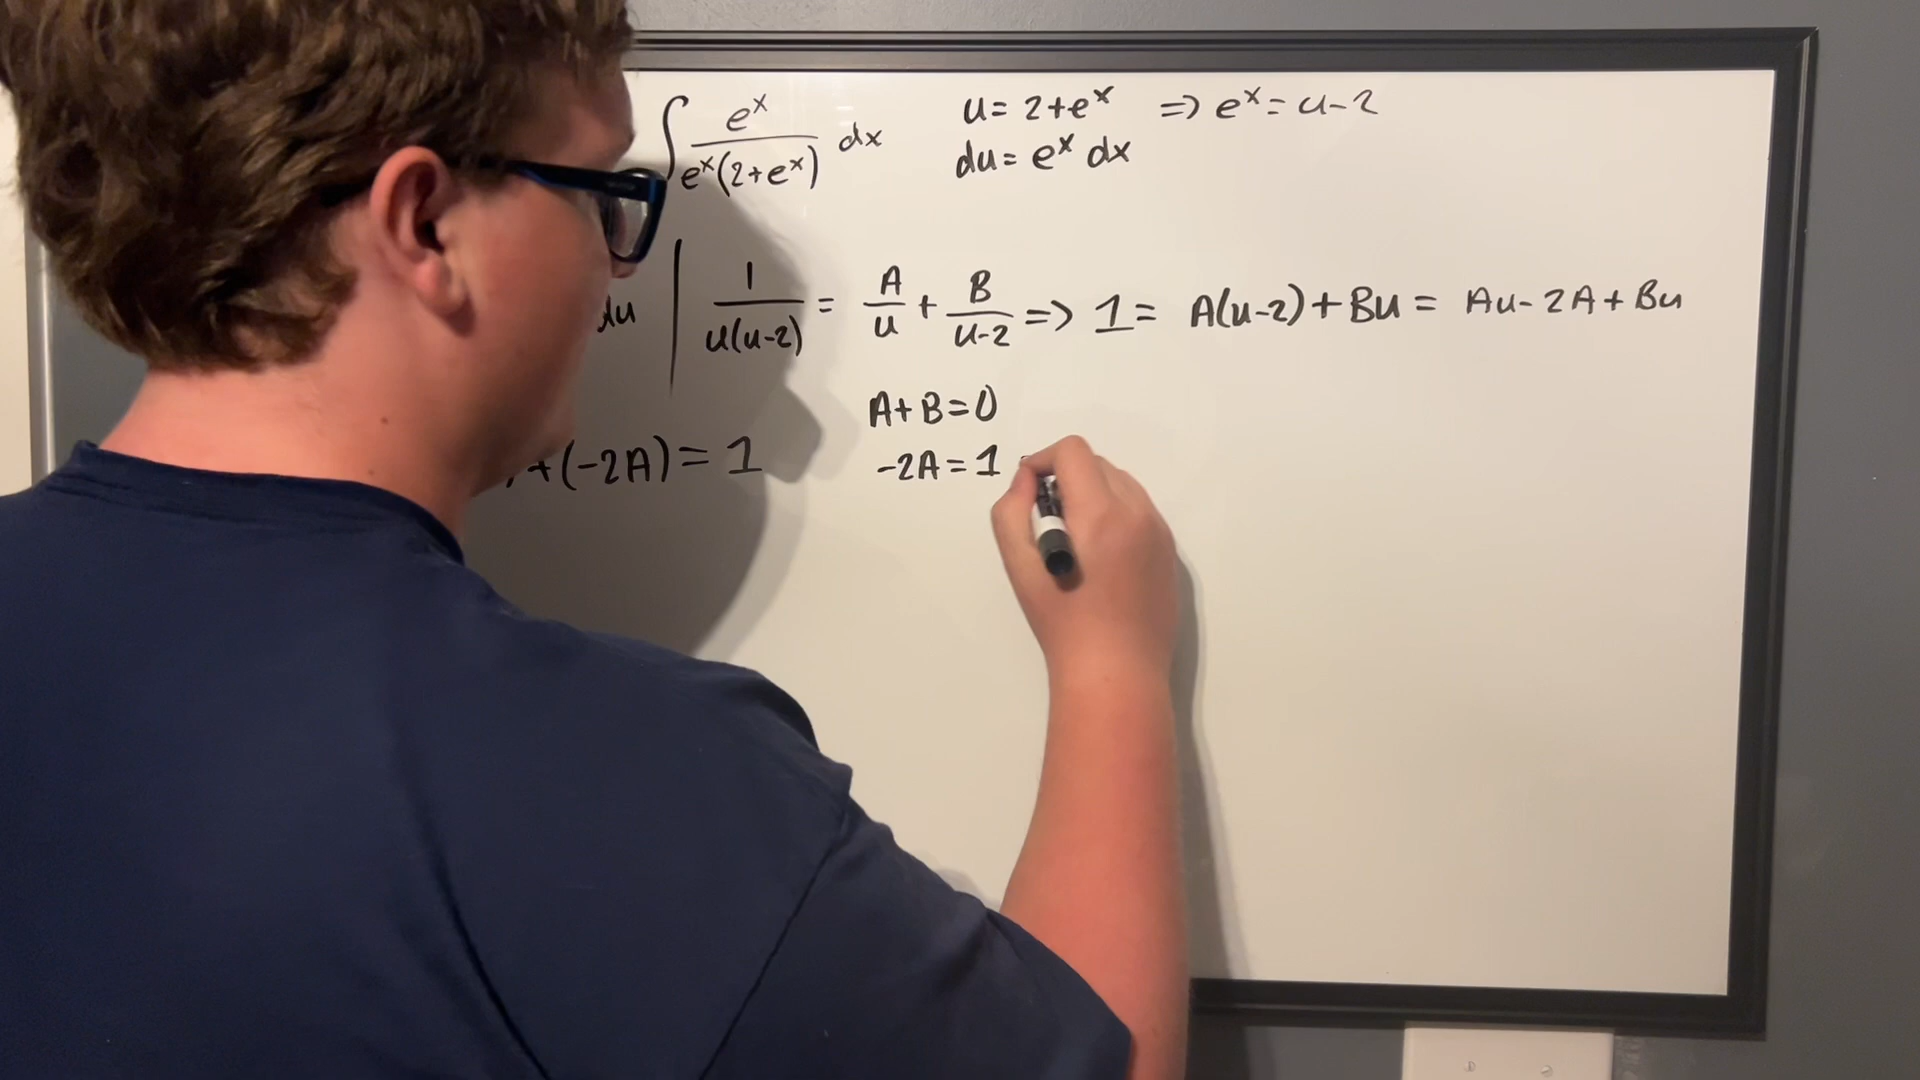 ∫ e^x / (e^x(2+e^x)) dx
u = 2+e^x => e^x = u-2
du = e^x dx
du | 1 / (u(u-2)) = A/u + B/(u-2) => 1 = A(u-2) + Bu = Au - 2A + Bu
A+B=0
+(-2A) = 1
-2A = 1